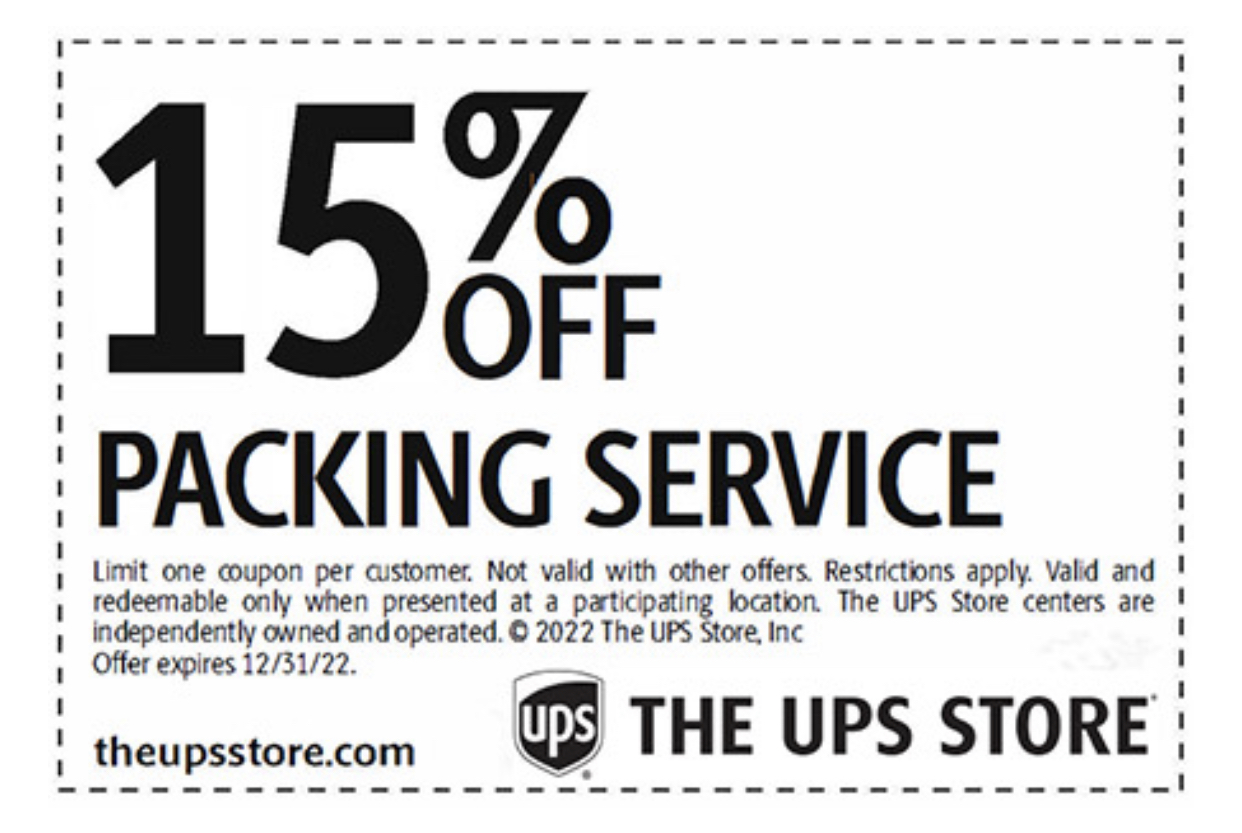 15%
OFF
PACKING SERVICE
Limit one coupon per customer. Not valid with other offers. Restrictions apply. Valid and
redeemable only when presented at a participating location. The UPS Store centers are
independently owned and operated. © 2022 The UPS Store, Inc
Offer expires 12/31/22.
theupsstore.com
ups®
THE UPS STORE